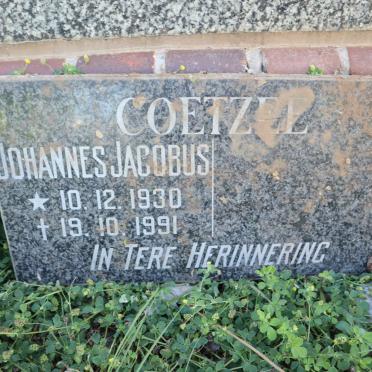 COETZEE
JOHANNES JACOBUS
★ 10.12.1930
† 19.10.1991
IN TERE HERINNERING